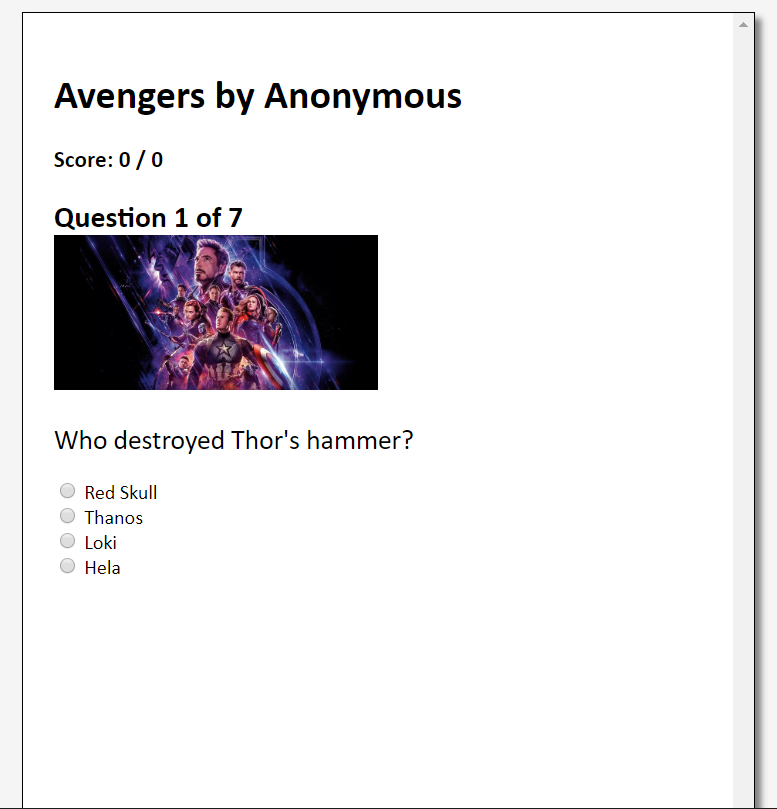 Avengers by Anonymous
Score: 0 / 0
Question 1 of 7
Who destroyed Thor's hammer?
Red Skull
Thanos
Loki
Hela